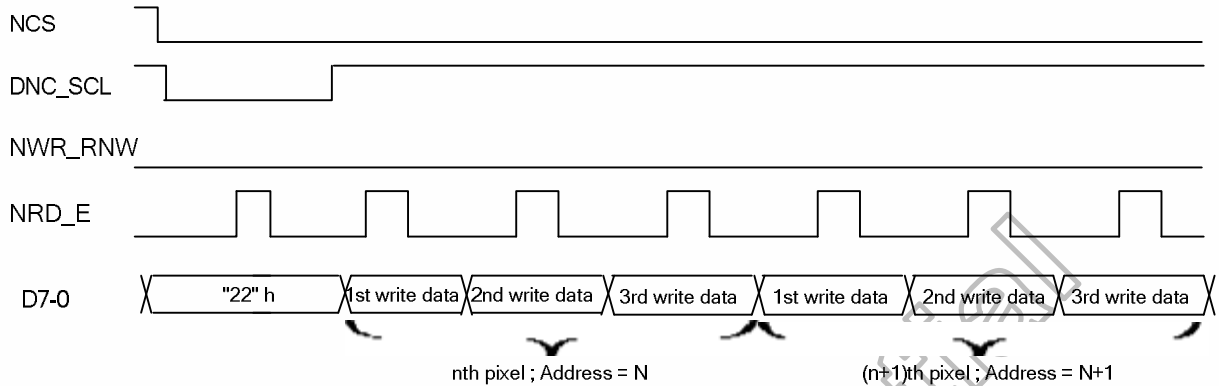 NCS
DNC_SCL
NWR_RNW
NRD_E
D7-0 "22" h 1st write data 2nd write data 3rd write data 1st write data 2nd write data 3rd write data
nth pixel ; Address = N (n+1)th pixel ; Address = N+1